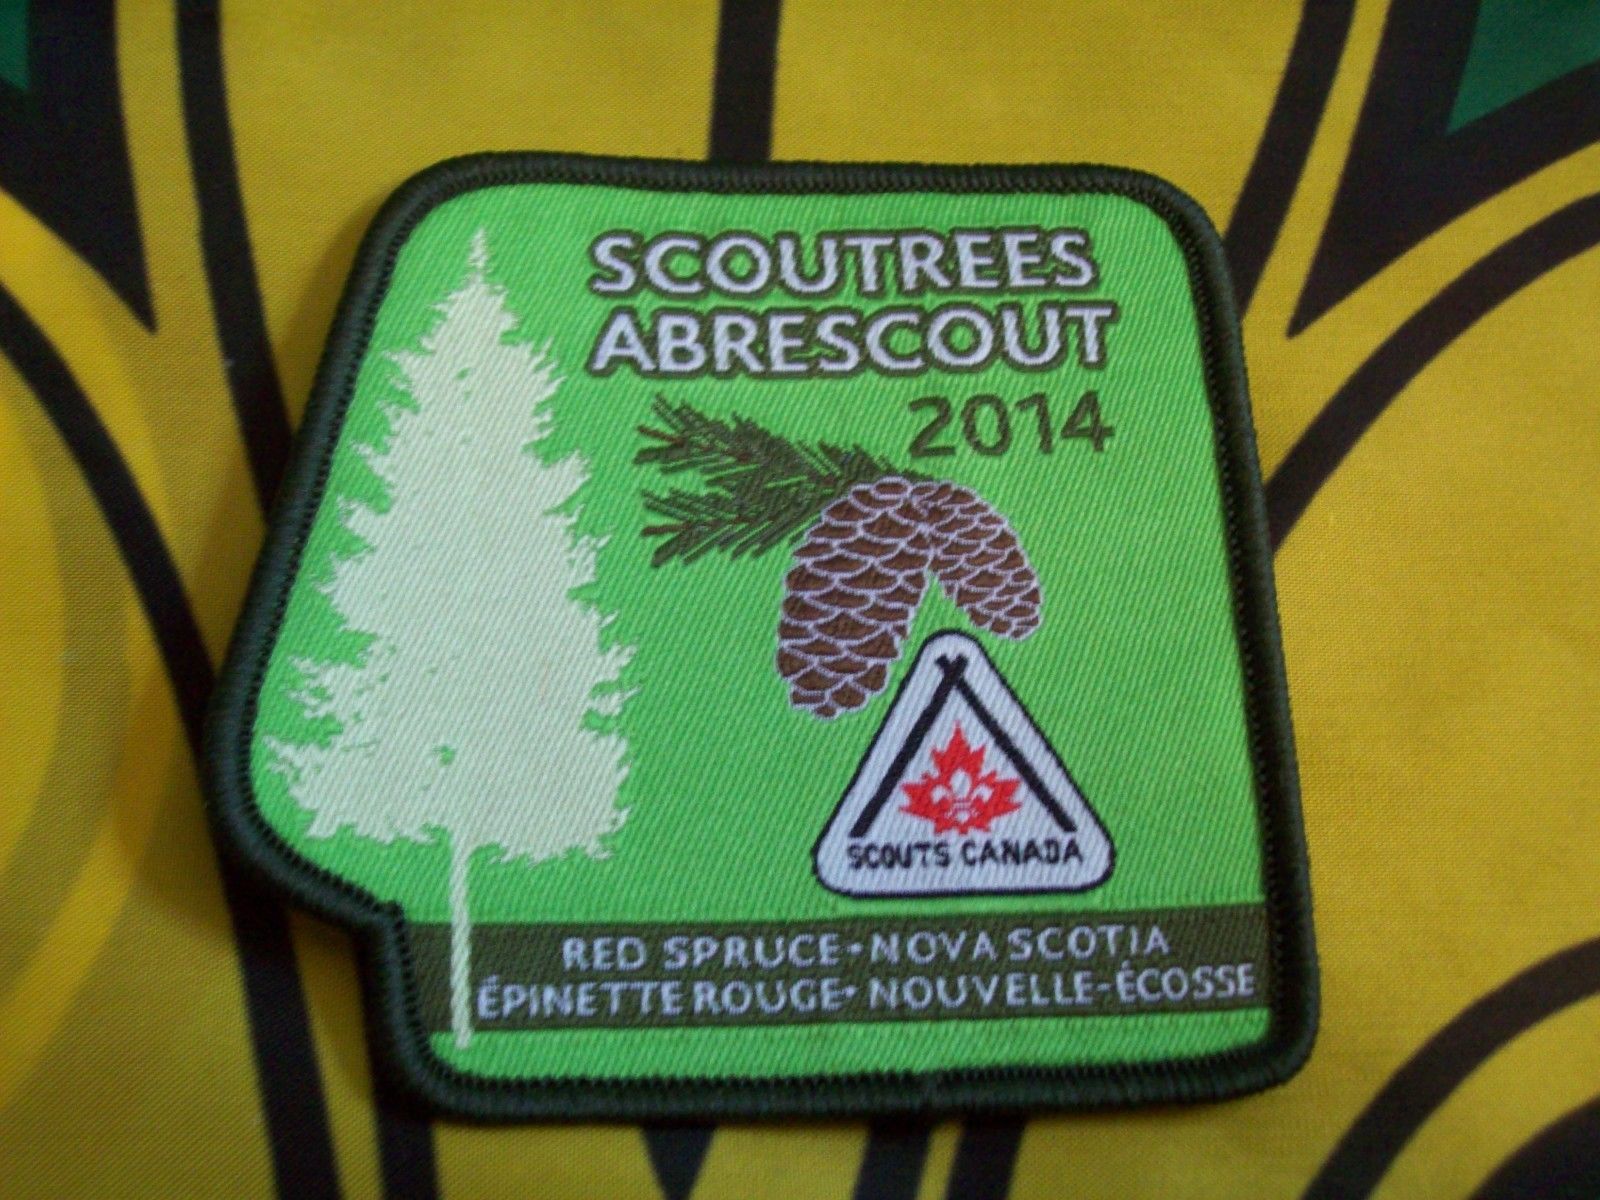 SCOUTREES
ABRESCOUT
2014
SCOUTS CANADA
RED SPRUCE•NOVA SCOTIA
ÉPINETTE ROUGE•NOUVELLE-ÉCOSSE